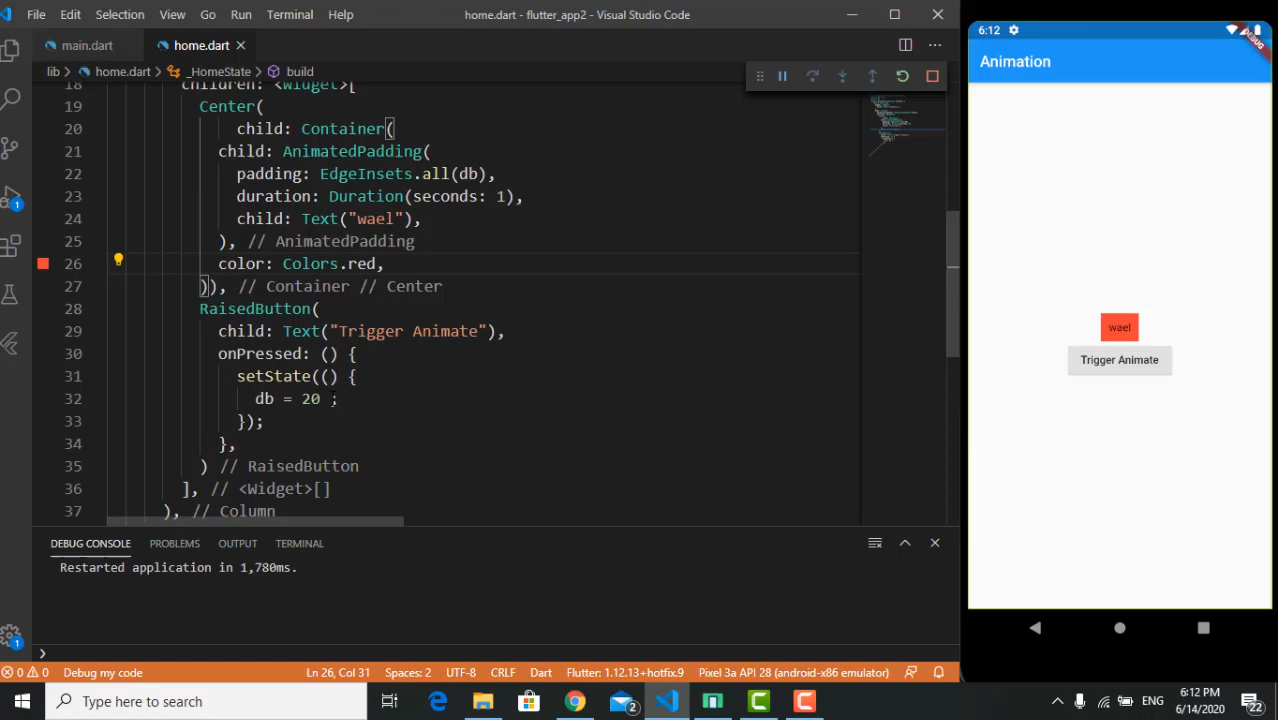 File Edit Selection View Go Run Terminal Help home.dart - flutter_app2 - Visual Studio Code
main.dart home.dart
lib > home.dart > _HomeState > build
18 children: <Widget>[
19 Center(
20 child: Container(
21 child: AnimatedPadding(
22 padding: EdgeInsets.all(db),
23 duration: Duration(seconds: 1),
24 child: Text("wael"),
25 ), // AnimatedPadding
26 color: Colors.red,
27 )), // Container // Center
28 RaisedButton(
29 child: Text("Trigger Animate"),
30 onPressed: () {
31 setState(() {
32 db = 20 ;
33 });
34 },
35 ) // RaisedButton
36 ], // <Widget>[]
37 ), // Column
DEBUG CONSOLE PROBLEMS OUTPUT TERMINAL
Restarted application in 1,780ms.
1
1
0 0 Debug my code Ln 26, Col 31 Spaces: 2 UTF-8 CRLF Dart Flutter: 1.12.13+hotfix.9 Pixel 3a API 28 (android-x86 emulator)
6:12
DEBUG
Animation
wael
Trigger Animate
Type here to search
2
ENG
6:12 PM
6/14/2020
22